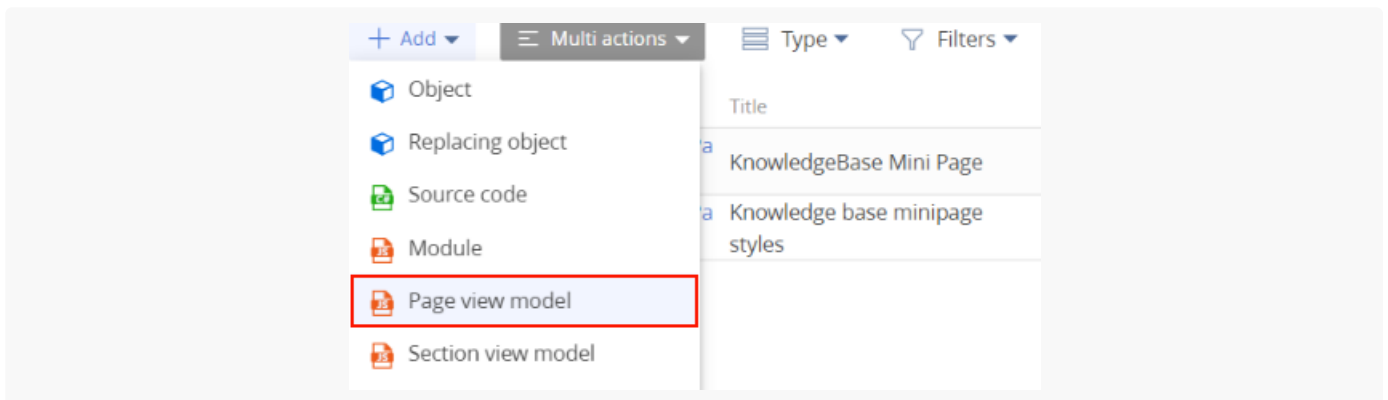 + Add Multi actions Type Filters
Object
Title
Replacing object
a
KnowledgeBase Mini Page
Source code
a Knowledge base minipage
styles
Module
Page view model
Section view model